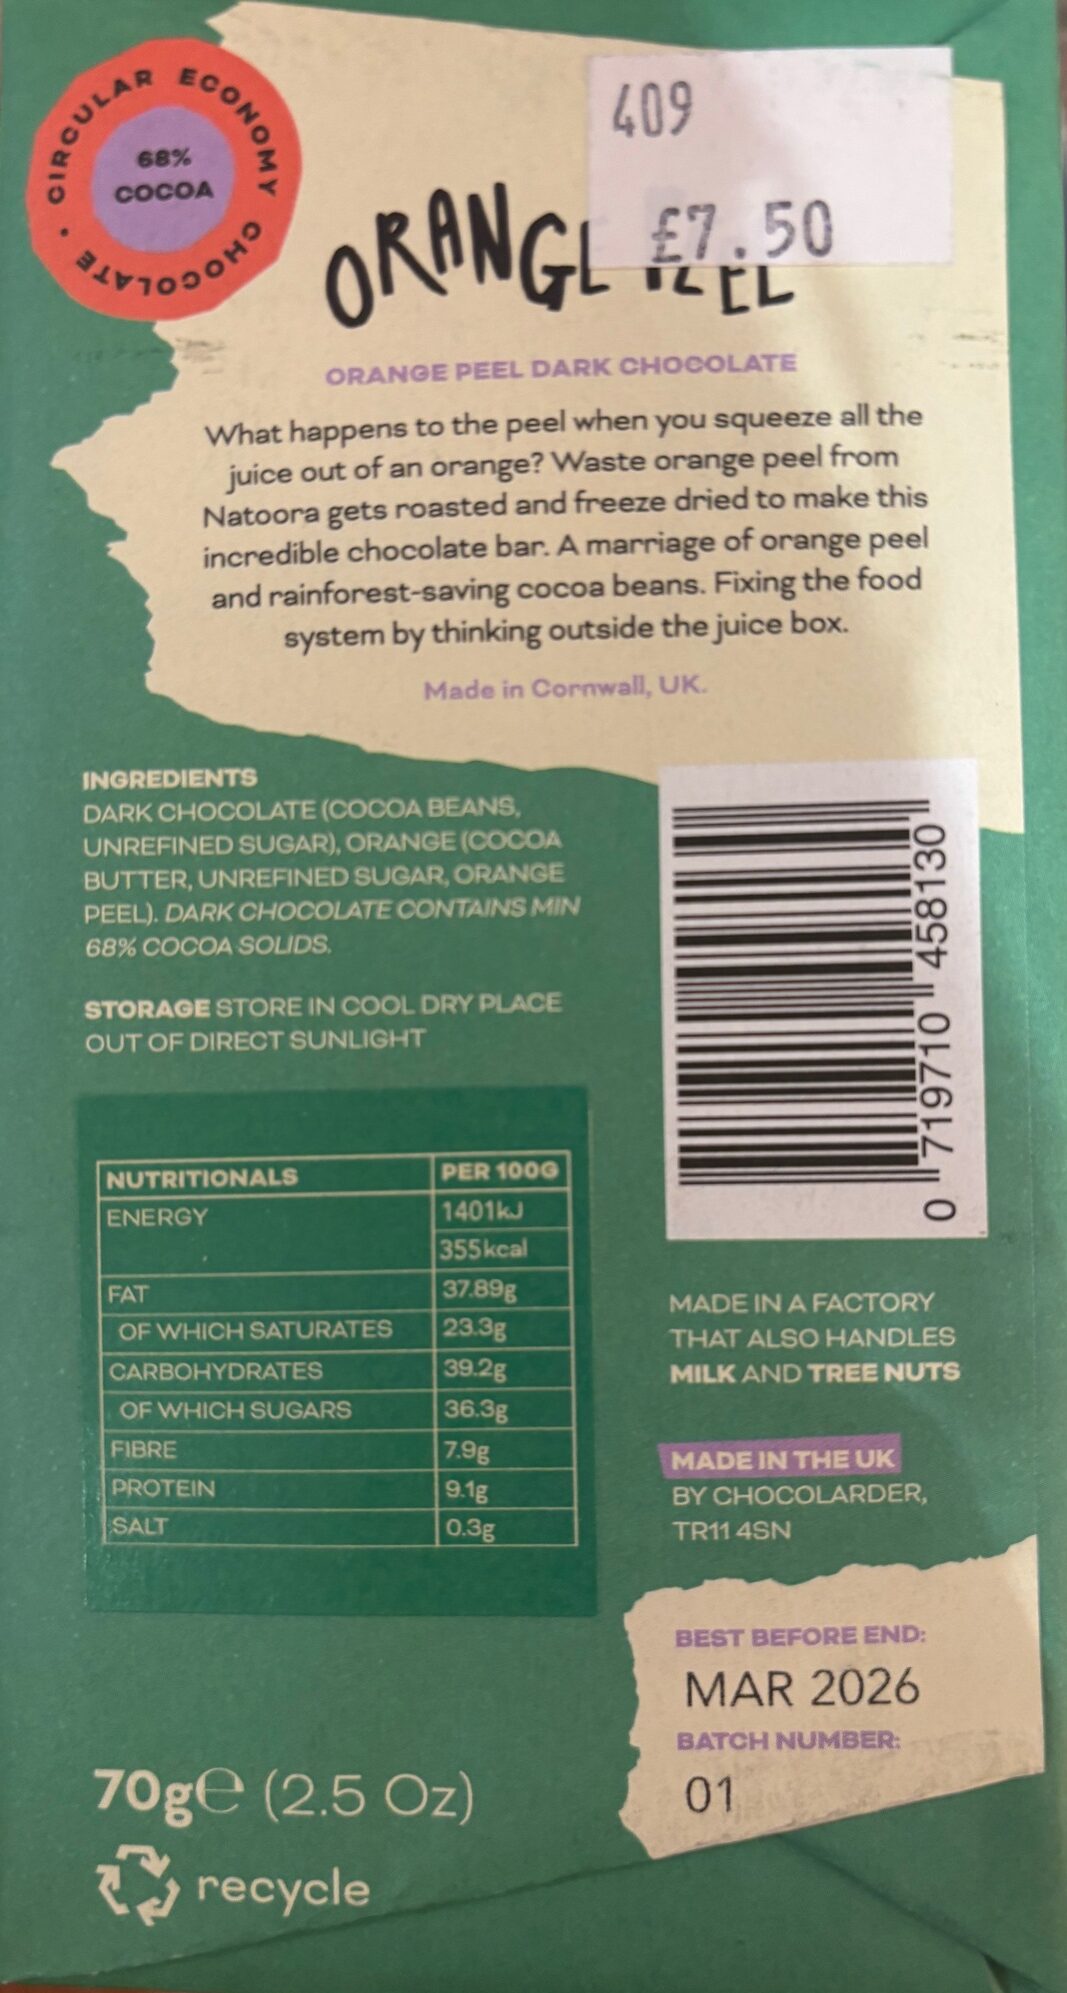 CIRCULAR ECONOMY CHOCOLATE •
68%
COCOA
409
£7.50
ORANGE PEEL
ORANGE PEEL DARK CHOCOLATE
What happens to the peel when you squeeze all the
juice out of an orange? Waste orange peel from
Natoora gets roasted and freeze dried to make this
incredible chocolate bar. A marriage of orange peel
and rainforest-saving cocoa beans. Fixing the food
system by thinking outside the juice box.
Made in Cornwall, UK.
INGREDIENTS
DARK CHOCOLATE (COCOA BEANS,
UNREFINED SUGAR), ORANGE (COCOA
BUTTER, UNREFINED SUGAR, ORANGE
PEEL). DARK CHOCOLATE CONTAINS MIN
68% COCOA SOLIDS.
STORAGE STORE IN COOL DRY PLACE
OUT OF DIRECT SUNLIGHT
NUTRITIONALS PER 100G
ENERGY 1401kJ
355kcal
FAT 37.89g
OF WHICH SATURATES 23.3g
CARBOHYDRATES 39.2g
OF WHICH SUGARS 36.3g
FIBRE 7.9g
PROTEIN 9.1g
SALT 0.3g
0 719710 458130
MADE IN A FACTORY
THAT ALSO HANDLES
MILK AND TREE NUTS
MADE IN THE UK
BY CHOCOLARDER,
TR11 4SN
BEST BEFORE END:
MAR 2026
BATCH NUMBER:
01
70g℮ (2.5 Oz)
recycle